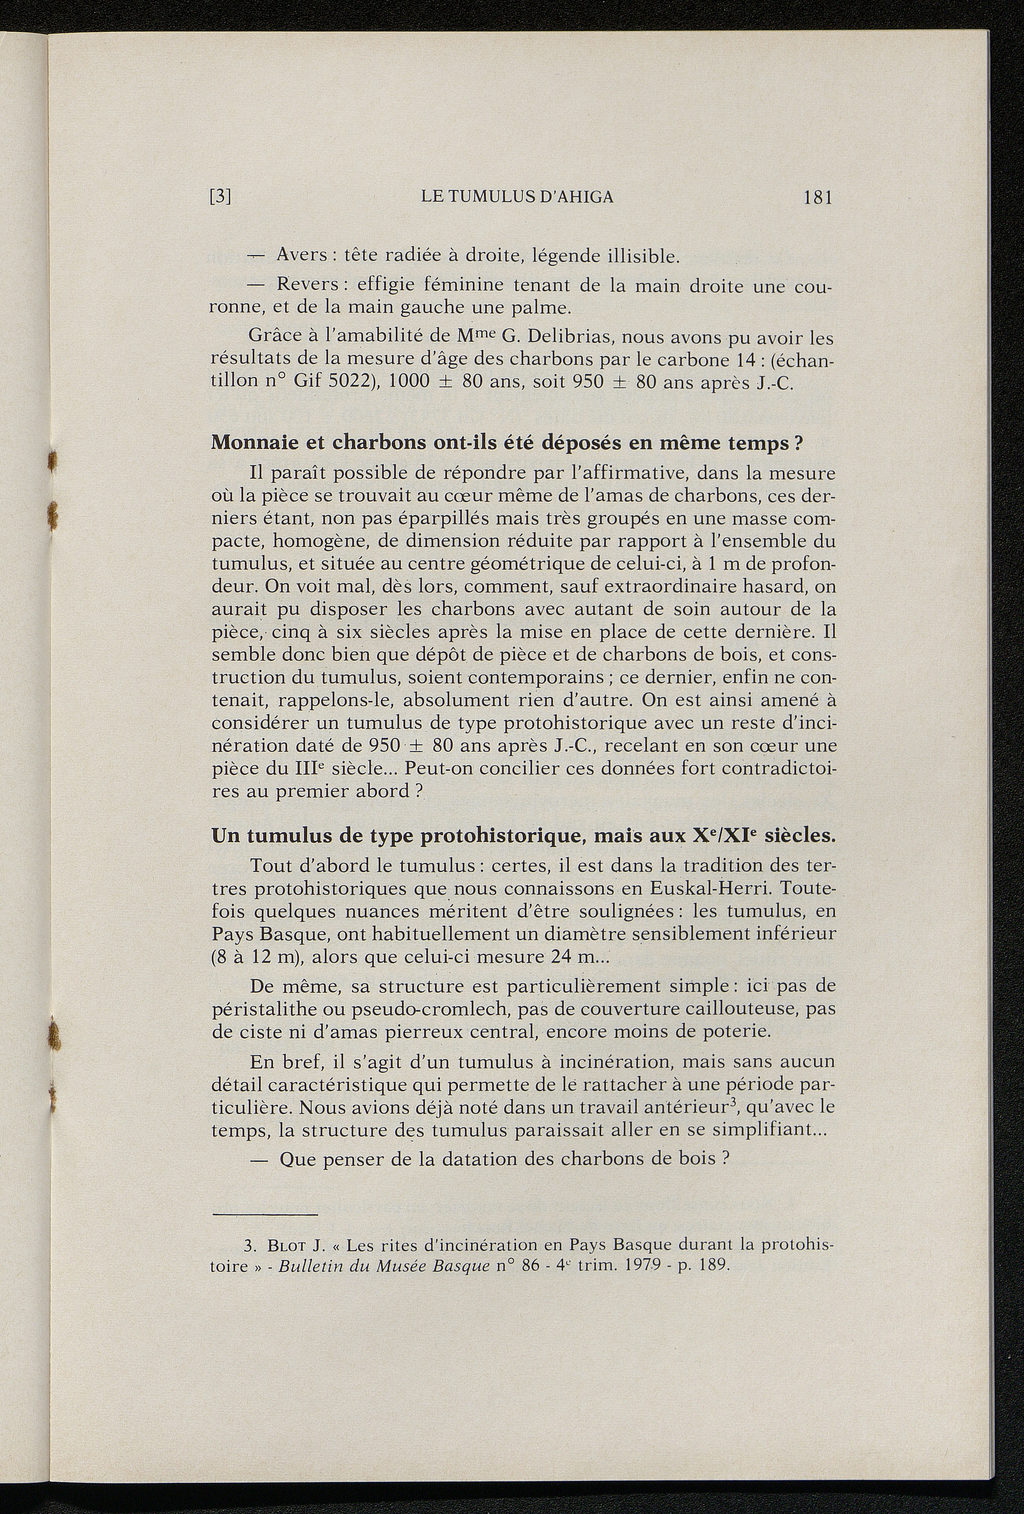 [3] LE TUMULUS D'AHIGA 181
— Avers : tête radiée à droite, légende illisible.
— Revers : effigie féminine tenant de la main droite une cou-
ronne, et de la main gauche une palme.
Grâce à l'amabilité de Mme G. Delibrias, nous avons pu avoir les
résultats de la mesure d'âge des charbons par le carbone 14 : (échan-
tillon n° Gif 5022), 1000 ± 80 ans, soit 950 ± 80 ans après J.-C.
Monnaie et charbons ont-ils été déposés en même temps ?
Il paraît possible de répondre par l'affirmative, dans la mesure
où la pièce se trouvait au cœur même de l'amas de charbons, ces der-
niers étant, non pas éparpillés mais très groupés en une masse com-
pacte, homogène, de dimension réduite par rapport à l'ensemble du
tumulus, et située au centre géométrique de celui-ci, à 1 m de profon-
deur. On voit mal, dès lors, comment, sauf extraordinaire hasard, on
aurait pu disposer les charbons avec autant de soin autour de la
pièce, cinq à six siècles après la mise en place de cette dernière. Il
semble donc bien que dépôt de pièce et de charbons de bois, et cons-
truction du tumulus, soient contemporains ; ce dernier, enfin ne con-
tenait, rappelons-le, absolument rien d'autre. On est ainsi amené à
considérer un tumulus de type protohistorique avec un reste d'inci-
nération daté de 950 ± 80 ans après J.-C., recelant en son cœur une
pièce du IIIe siècle... Peut-on concilier ces données fort contradictoi-
res au premier abord ?
Un tumulus de type protohistorique, mais aux Xe/XIe siècles.
Tout d'abord le tumulus : certes, il est dans la tradition des ter-
tres protohistoriques que nous connaissons en Euskal-Herri. Toute-
fois quelques nuances méritent d'être soulignées : les tumulus, en
Pays Basque, ont habituellement un diamètre sensiblement inférieur
(8 à 12 m), alors que celui-ci mesure 24 m...
De même, sa structure est particulièrement simple : ici pas de
péristalithe ou pseudo-cromlech, pas de couverture caillouteuse, pas
de ciste ni d'amas pierreux central, encore moins de poterie.
En bref, il s'agit d'un tumulus à incinération, mais sans aucun
détail caractéristique qui permette de le rattacher à une période par-
ticulière. Nous avions déjà noté dans un travail antérieur³, qu'avec le
temps, la structure des tumulus paraissait aller en se simplifiant...
— Que penser de la datation des charbons de bois ?
3. BLOT J. « Les rites d'incinération en Pays Basque durant la protohis-
toire » - Bulletin du Musée Basque n° 86 - 4e trim. 1979 - p. 189.